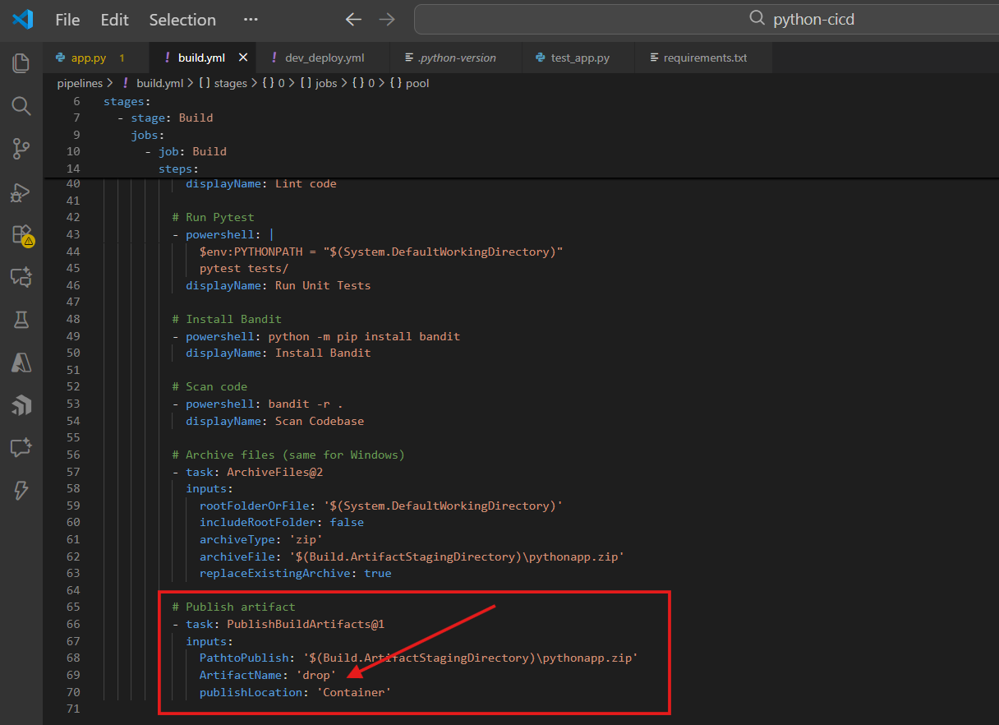 File Edit Selection ··· python-cicd
app.py 1 ! build.yml ! dev_deploy.yml .python-version test_app.py requirements.txt
pipelines > ! build.yml > [ ] stages > { } 0 > [ ] jobs > { } 0 > { } pool
6 stages:
7 - stage: Build
9 jobs:
10 - job: Build
14 steps:
40 displayName: Lint code
41
42 # Run Pytest
43 - powershell: |
44 $env:PYTHONPATH = "$(System.DefaultWorkingDirectory)"
45 pytest tests/
46 displayName: Run Unit Tests
47
48 # Install Bandit
49 - powershell: python -m pip install bandit
50 displayName: Install Bandit
51
52 # Scan code
53 - powershell: bandit -r .
54 displayName: Scan Codebase
55
56 # Archive files (same for Windows)
57 - task: ArchiveFiles@2
58 inputs:
59 rootFolderOrFile: '$(System.DefaultWorkingDirectory)'
60 includeRootFolder: false
61 archiveType: 'zip'
62 archiveFile: '$(Build.ArtifactStagingDirectory)\pythonapp.zip'
63 replaceExistingArchive: true
64
65 # Publish artifact
66 - task: PublishBuildArtifacts@1
67 inputs:
68 PathtoPublish: '$(Build.ArtifactStagingDirectory)\pythonapp.zip'
69 ArtifactName: 'drop'
70 publishLocation: 'Container'
71